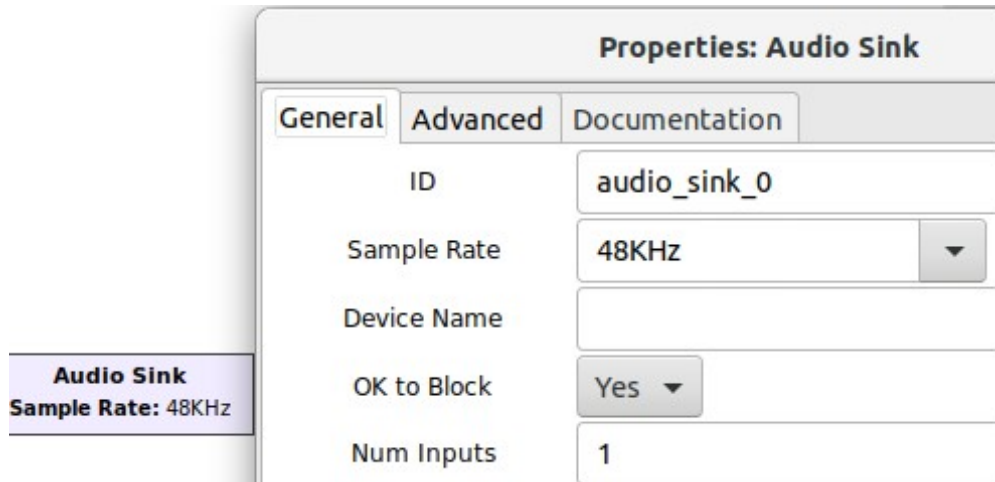 Properties: Audio Sink
General Advanced Documentation
ID audio_sink_0
Sample Rate 48KHz
Device Name
OK to Block Yes
Num Inputs 1
Audio Sink
Sample Rate: 48KHz